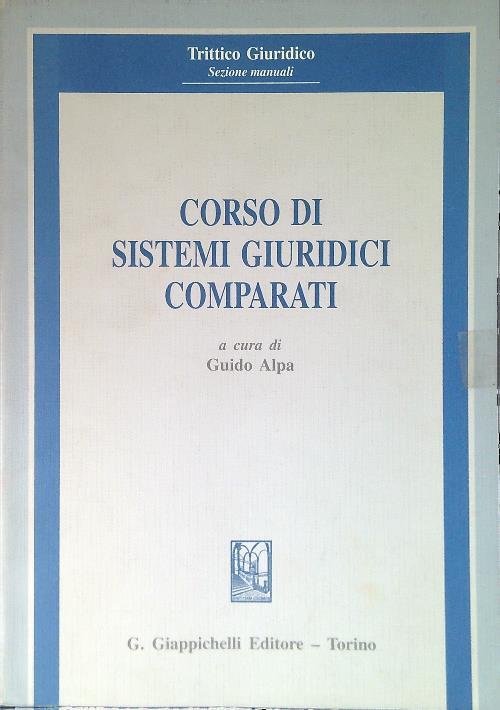 Trittico Giuridico
Sezione manuali
CORSO DI
SISTEMI GIURIDICI
COMPARATI
a cura di
Guido Alpa
G. Giappichelli Editore – Torino